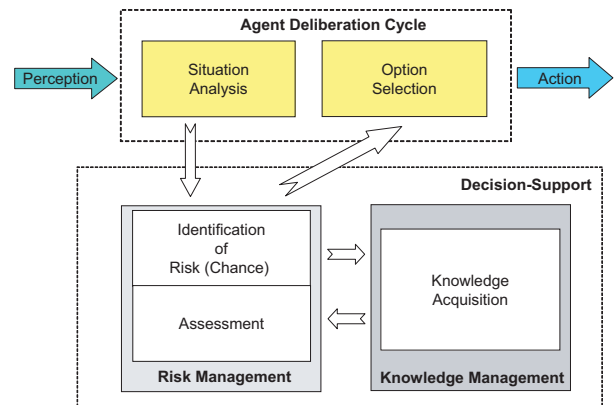 Agent Deliberation Cycle
Perception
Situation
Analysis
Option
Selection
Action
Decision-Support
Identification
of
Risk (Chance)
Assessment
Risk Management
Knowledge
Acquisition
Knowledge Management